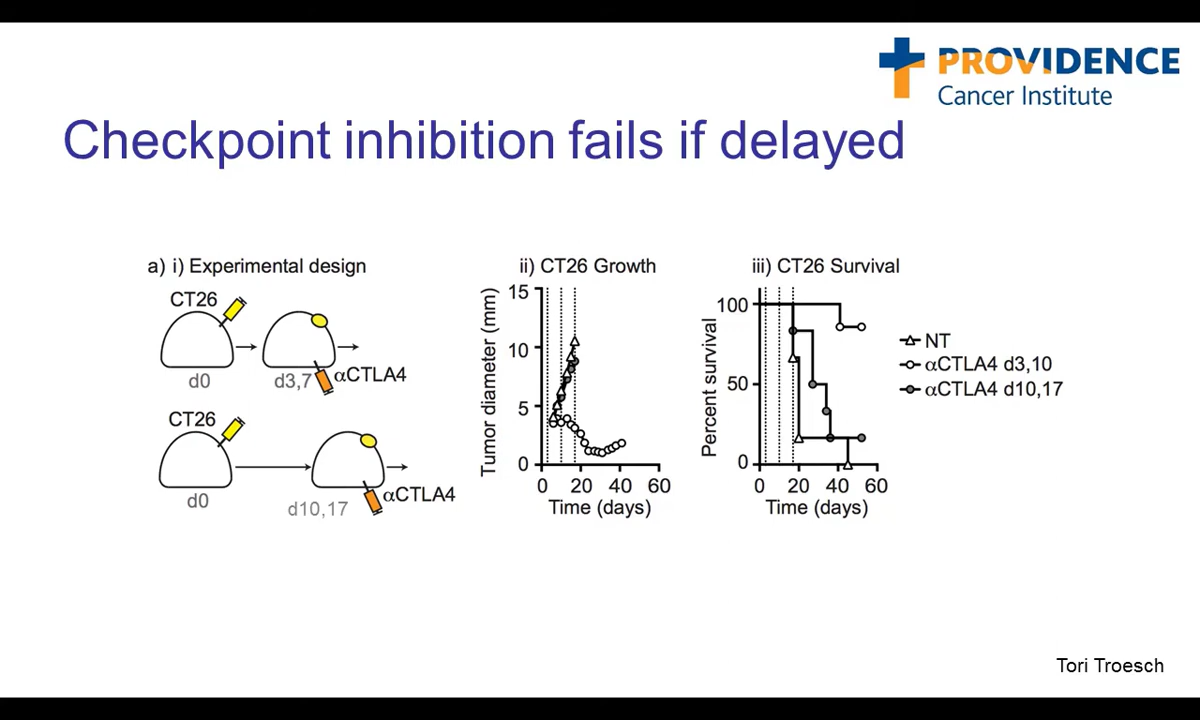 PROVIDENCE
Cancer Institute
Checkpoint inhibition fails if delayed
a) i) Experimental design
CT26
d0
d3,7
αCTLA4
CT26
d0
d10,17
αCTLA4
ii) CT26 Growth
Tumor diameter (mm)
15
10
5
0
0 20 40 60
Time (days)
iii) CT26 Survival
Percent survival
100
50
0
0 20 40 60
Time (days)
NT
αCTLA4 d3,10
αCTLA4 d10,17
Tori Troesch